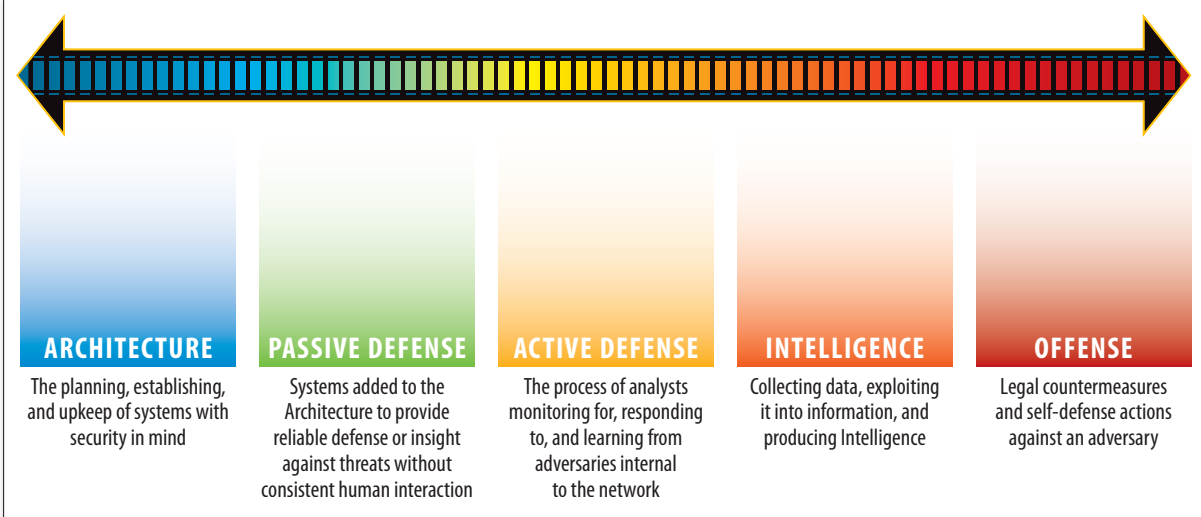 ARCHITECTURE
The planning, establishing,
and upkeep of systems with
security in mind
PASSIVE DEFENSE
Systems added to the
Architecture to provide
reliable defense or insight
against threats without
consistent human interaction
ACTIVE DEFENSE
The process of analysts
monitoring for, responding
to, and learning from
adversaries internal
to the network
INTELLIGENCE
Collecting data, exploiting
it into information, and
producing Intelligence
OFFENSE
Legal countermeasures
and self-defense actions
against an adversary